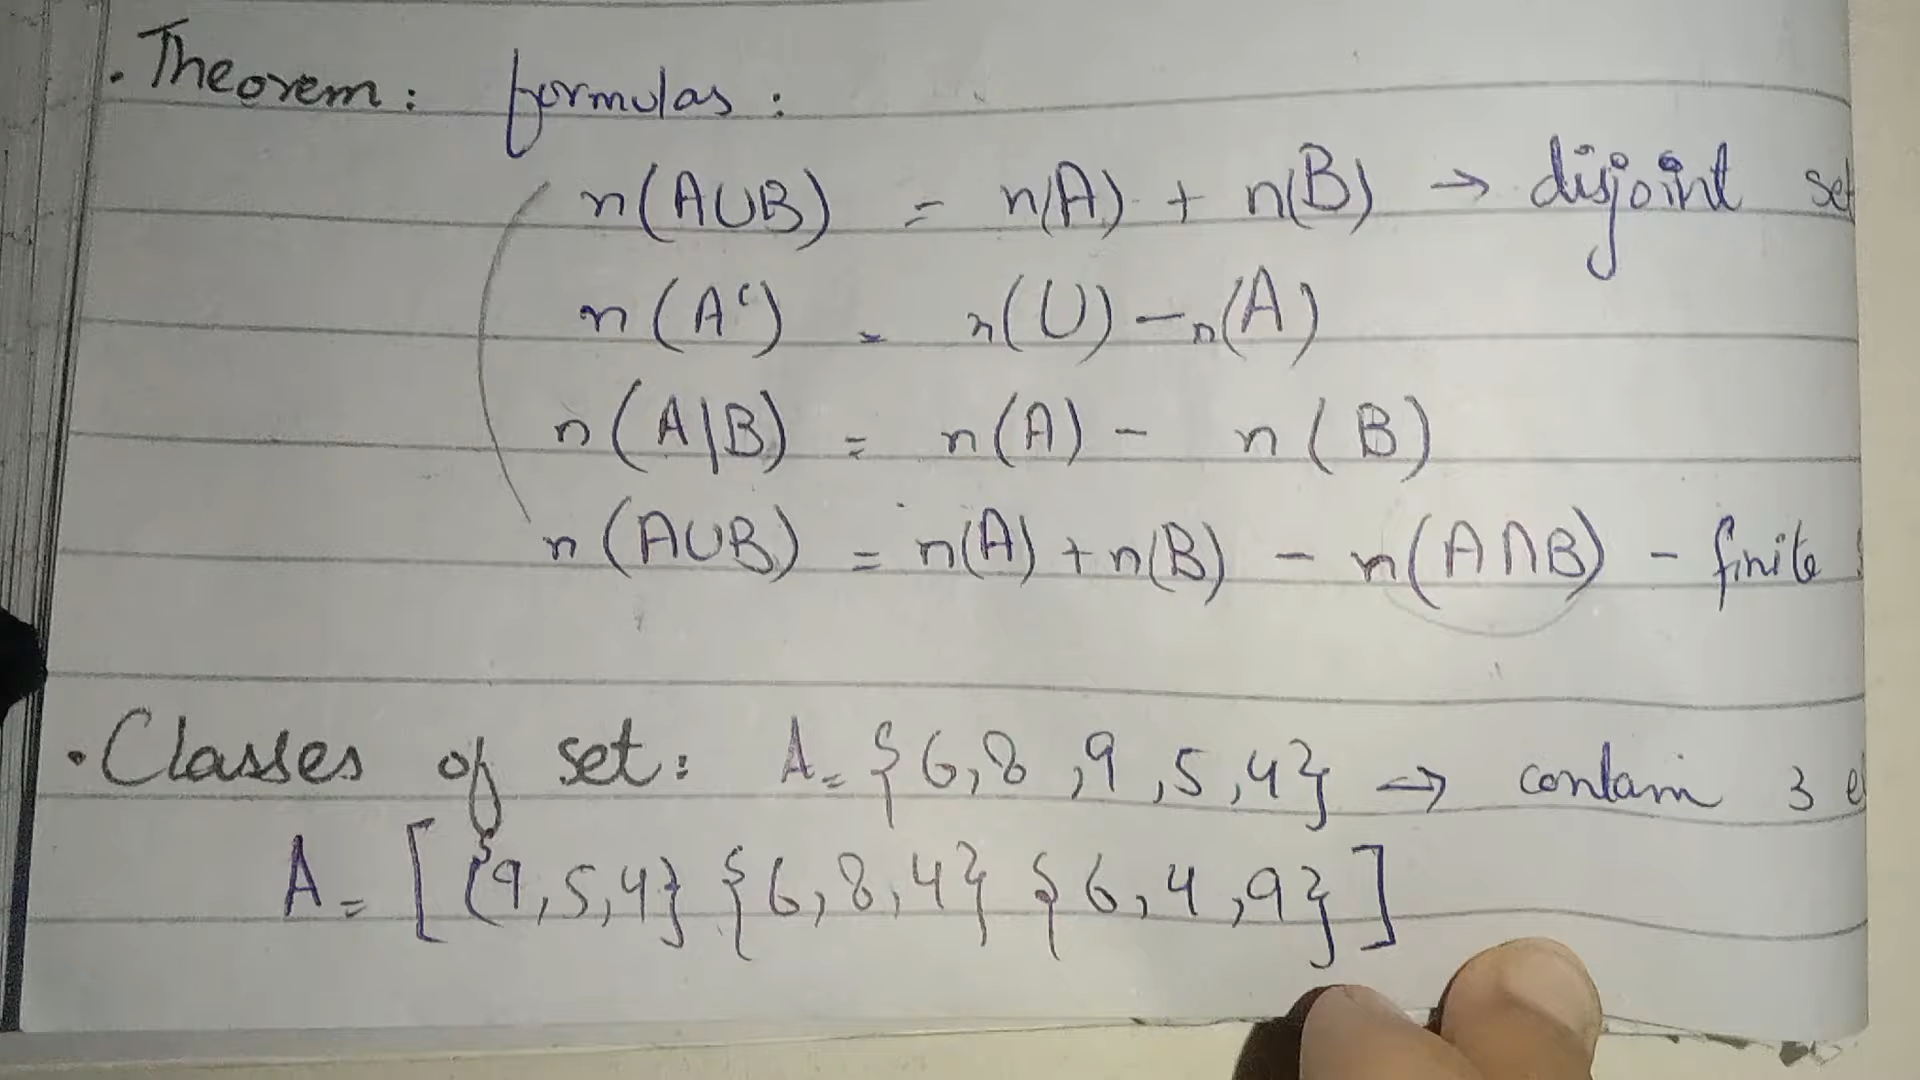 . Theorem: formulas:
n(A∪B) = n(A) + n(B) → disjoint
n(Aᶜ) = n(U) - n(A)
n(A|B) = n(A) - n(B)
n(A∪B) = n(A) + n(B) - n(A∩B) - finite
. Classes of set: A = {6,8,9,5,4} → contain 3
A = [{9,5,4} {6,8,4} {6,4,9}]